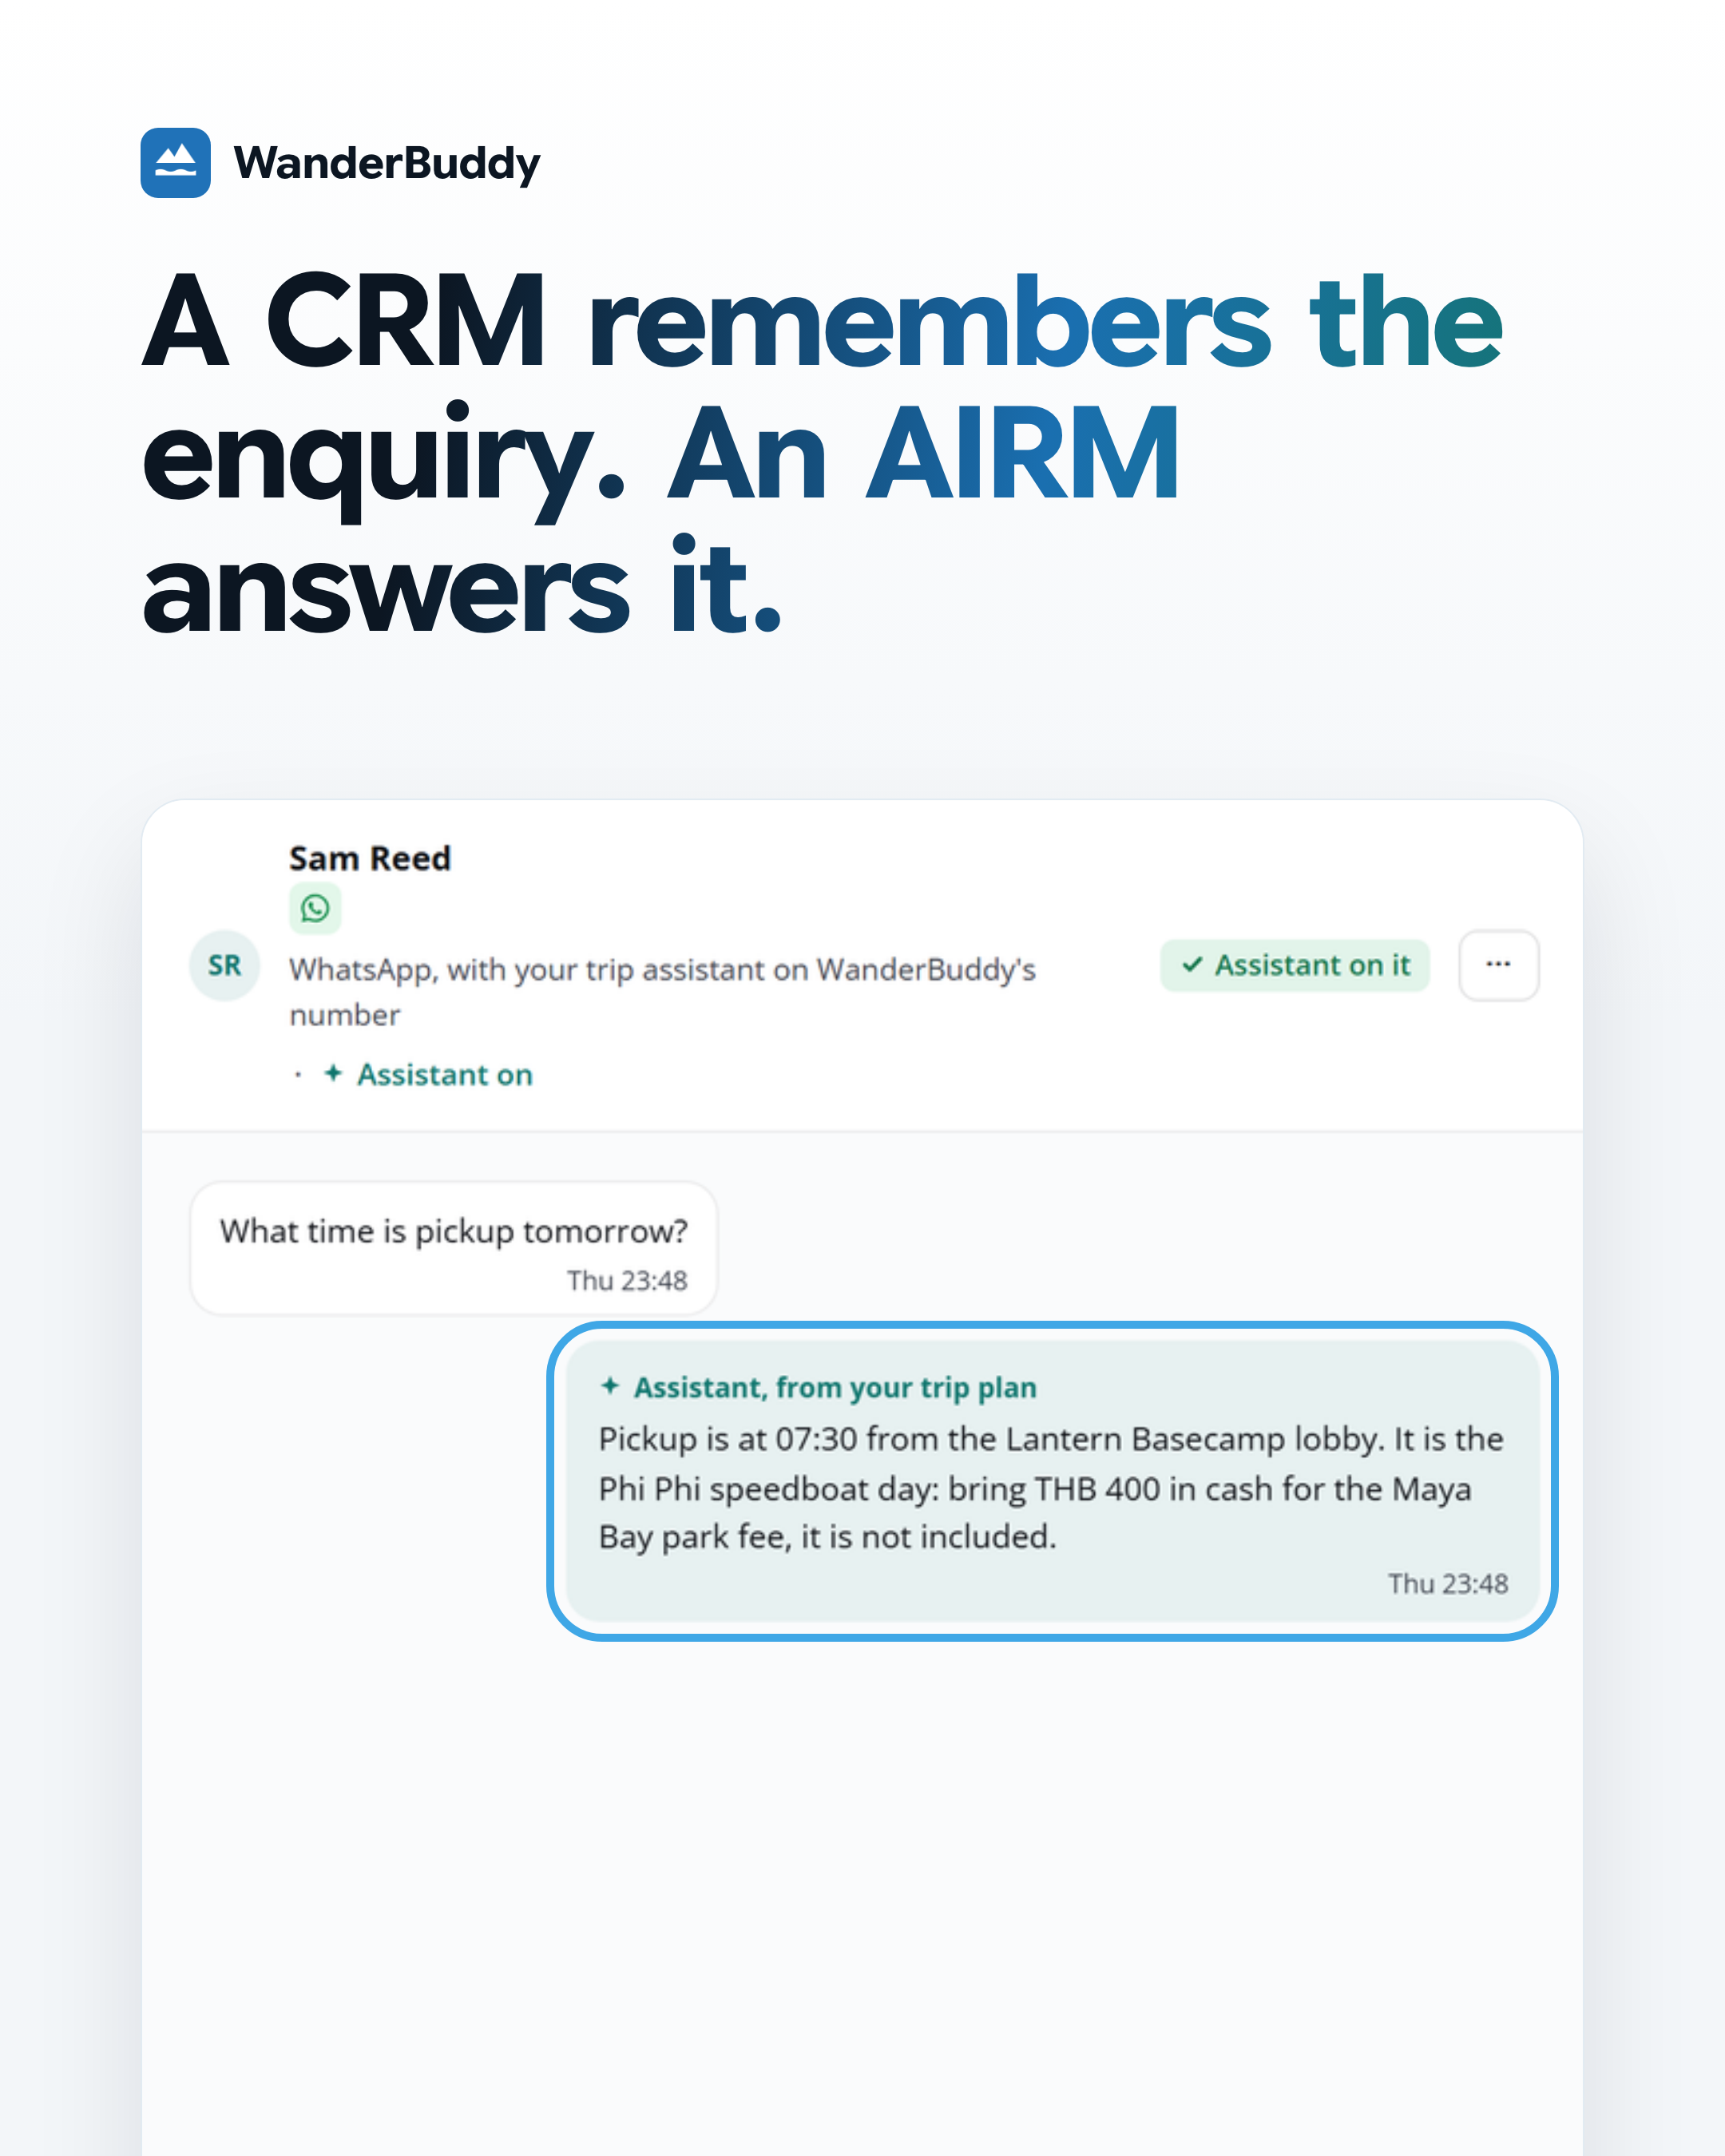 WanderBuddy
A CRM remembers the
enquiry. An AIRM
answers it.
Sam Reed
SR
WhatsApp, with your trip assistant on WanderBuddy's
number
· Assistant on
Assistant on it
···
What time is pickup tomorrow?
Thu 23:48
Assistant, from your trip plan
Pickup is at 07:30 from the Lantern Basecamp lobby. It is the
Phi Phi speedboat day: bring THB 400 in cash for the Maya
Bay park fee, it is not included.
Thu 23:48